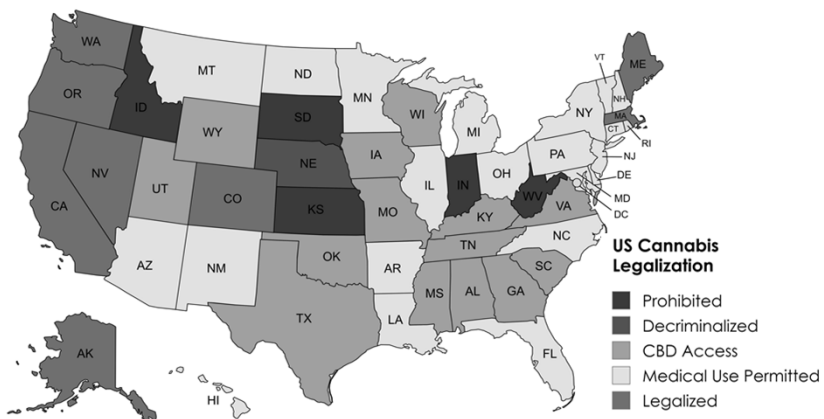 WA
MT
ND
MN
VT
ME
OR
ID
SD
WI
MI
NY
NH
MA
WY
CT
RI
IA
PA
NJ
NE
NV
UT
CO
IL
IN
OH
DE
MD
DC
CA
KS
MO
WV
VA
KY
NC
TN
AZ
NM
OK
AR
SC
MS
AL
GA
TX
LA
FL
AK
HI
US Cannabis
Legalization
Prohibited
Decriminalized
CBD Access
Medical Use Permitted
Legalized